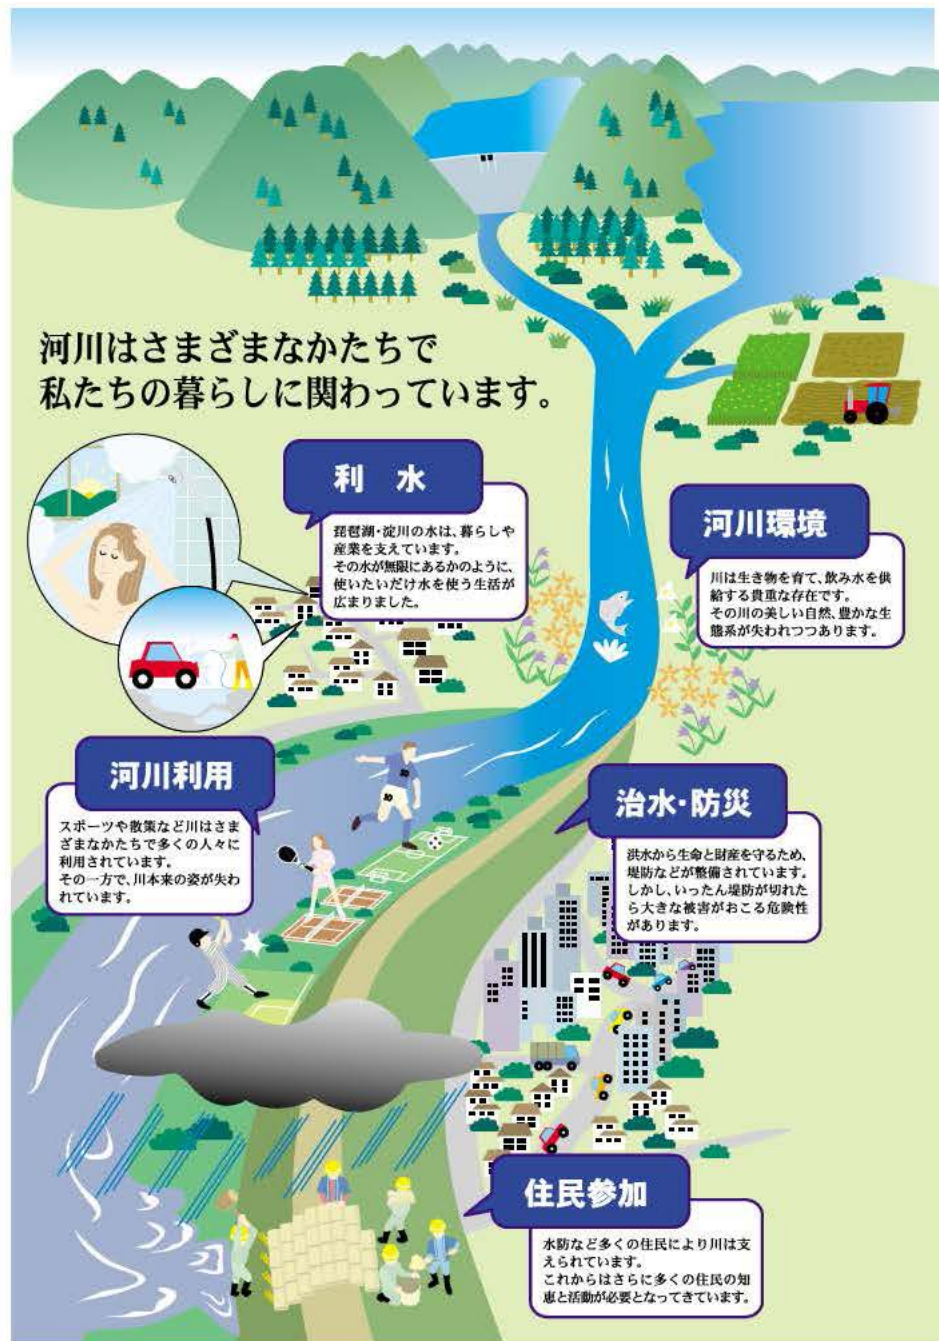 河川はさまざまなかたちで
私たちの暮らしに関わっています。
利 水
琵琶湖・淀川の水は、暮らしや
産業を支えています。
その水が無限にあるかのように、
使いたいだけ水を使う生活が
広まりました。
河川環境
川は生き物を育て、飲み水を供
給する貴重な存在です。
その川の美しい自然、豊かな生
態系が失われつつあります。
河川利用
スポーツや散策など川はさま
ざまなかたちで多くの人々に
利用されています。
その一方で、川本来の姿が失わ
れています。
治水・防災
洪水から生命と財産を守るため、
堤防などが整備されています。
しかし、いったん堤防が切れた
ら大きな被害がおこる危険性
があります。
住民参加
水防など多くの住民により川は支
えられています。
これからはさらに多くの住民の知
恵と活動が必要となってきています。
10
10